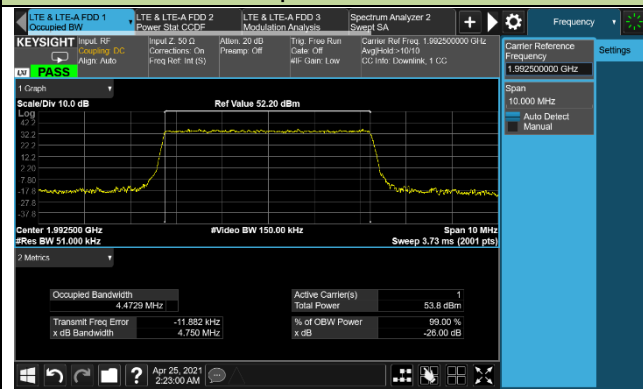 LTE & LTE-A FDD 1
Occupied BW
LTE & LTE-A FDD 2
Power Stat CCDF
LTE & LTE-A FDD 3
Modulation Analysis
Spectrum Analyzer 2
Swept SA
Frequency
KEYSIGHT
Input: RF
Coupling: DC
Align: Auto
Input Z: 50 Ω
Corrections: On
Freq Ref: Int (S)
Atten: 20 dB
Preamp: Off
Trig: Free Run
Gate: Off
#IF Gain: Low
Carrier Ref Freq: 1.992500000 GHz
Avg|Hold:>10/10
CC Info: Downlink, 1 CC
LXI
PASS
Carrier Reference
Frequency
1.992500000 GHz
Settings
Span
10.000 MHz
Auto Detect
Manual
1 Graph
Scale/Div 10.0 dB
Ref Value 52.20 dBm
Log
42.2
32.2
22.2
12.2
2.20
-7.80
-17.8
-27.8
-37.8
Center 1.992500 GHz
#Video BW 150.00 kHz
Span 10 MHz
#Res BW 51.000 kHz
Sweep 3.73 ms (2001 pts)
2 Metrics
Occupied Bandwidth
4.4729 MHz
Active Carrier(s) 1
Total Power 53.8 dBm
Transmit Freq Error -11.882 kHz
x dB Bandwidth 4.750 MHz
% of OBW Power 99.00 %
x dB -26.00 dB
?
Apr 25, 2021
2:23:00 AM